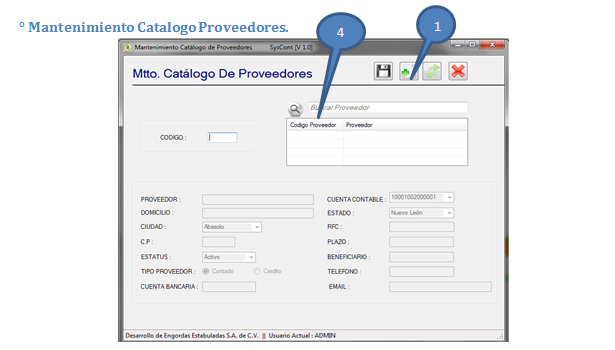 ° Mantenimiento Catalogo Proveedores.
4
1
Mantenimiento Catálogo de Proveedores SysCont [V 1.0]
Mtto. Catálogo De Proveedores
Buscar Proveedor
Codigo Proveedor Proveedor
CODIGO :
PROVEEDOR : CUENTA CONTABLE : 10001002000001
DOMICILIO : ESTADO : Nuevo León
CIUDAD : Abasolo RFC :
C.P : PLAZO :
ESTATUS : Activo BENEFICIARIO :
TIPO PROVEEDOR : Contado Credito TELEFONO :
CUENTA BANCARIA : EMAIL :
Desarrollo de Engordas Estabuladas S.A. de C.V. || Usuario Actual : ADMIN